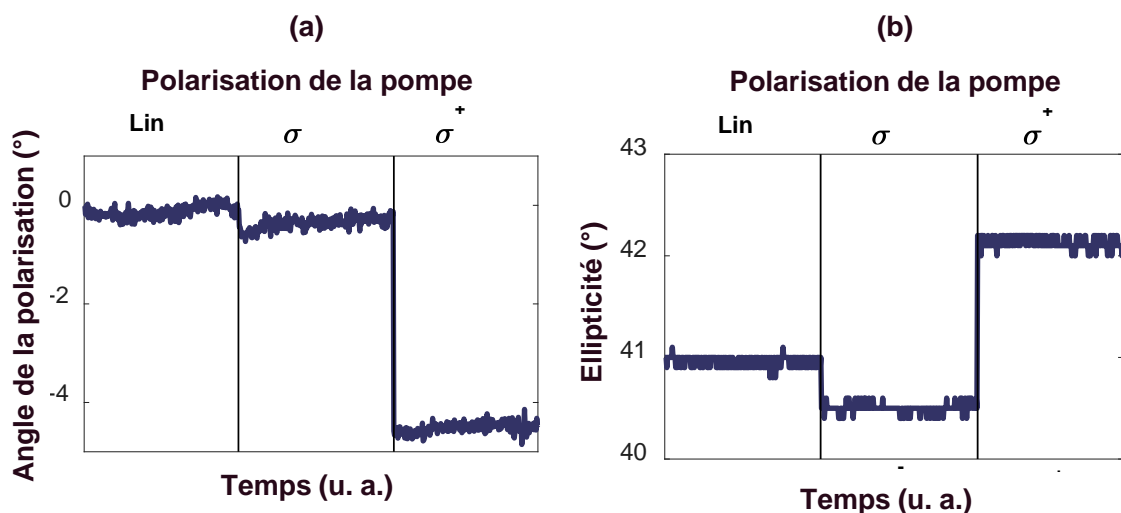 (a)
Polarisation de la pompe
Lin σ σ+
Angle de la polarisation (°)
0
-2
-4
Temps (u. a.)
(b)
Polarisation de la pompe
Lin σ σ+
Ellipticité (°)
43
42
41
40
-
Temps (u. a.)